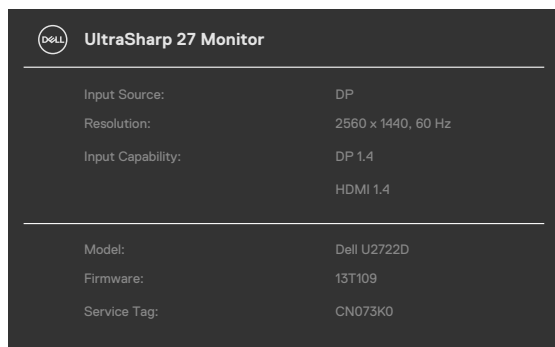 DELL UltraSharp 27 Monitor
Input Source: DP
Resolution: 2560 x 1440, 60 Hz
Input Capability: DP 1.4
HDMI 1.4
Model: Dell U2722D
Firmware: 13T109
Service Tag: CN073K0